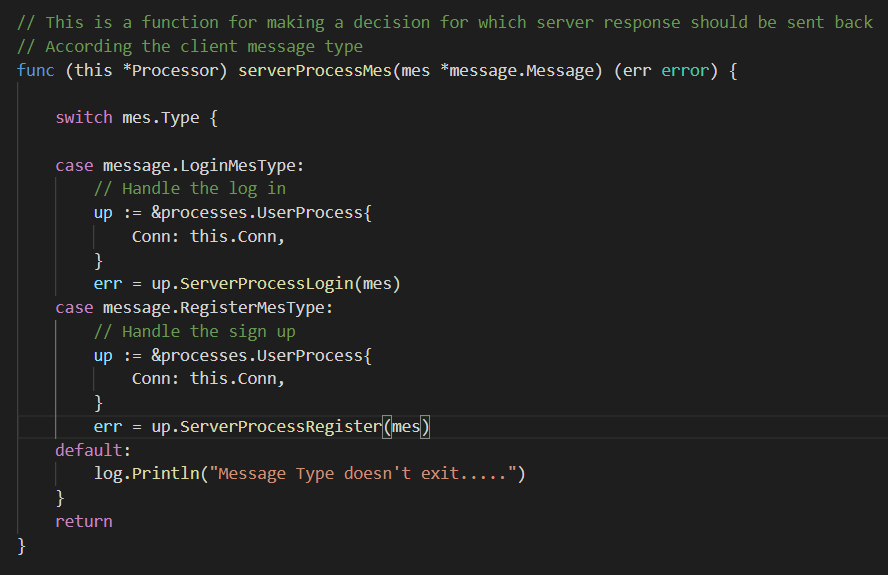 // This is a function for making a decision for which server response should be sent back
// According the client message type
func (this *Processor) serverProcessMes(mes *message.Message) (err error) {
switch mes.Type {
case message.LoginMesType:
// Handle the log in
up := &processes.UserProcess{
Conn: this.Conn,
}
err = up.ServerProcessLogin(mes)
case message.RegisterMesType:
// Handle the sign up
up := &processes.UserProcess{
Conn: this.Conn,
}
err = up.ServerProcessRegister(mes)
default:
log.Println("Message Type doesn't exit.....")
}
return
}